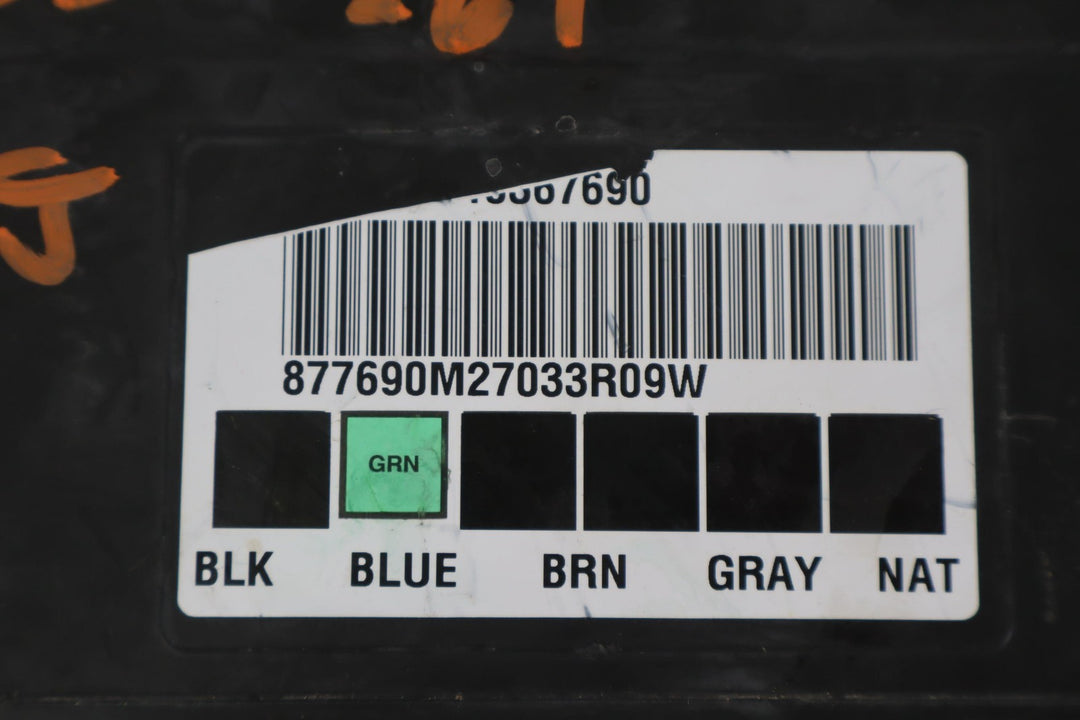 877690M27033R09W
GRN
BLK BLUE BRN GRAY NAT